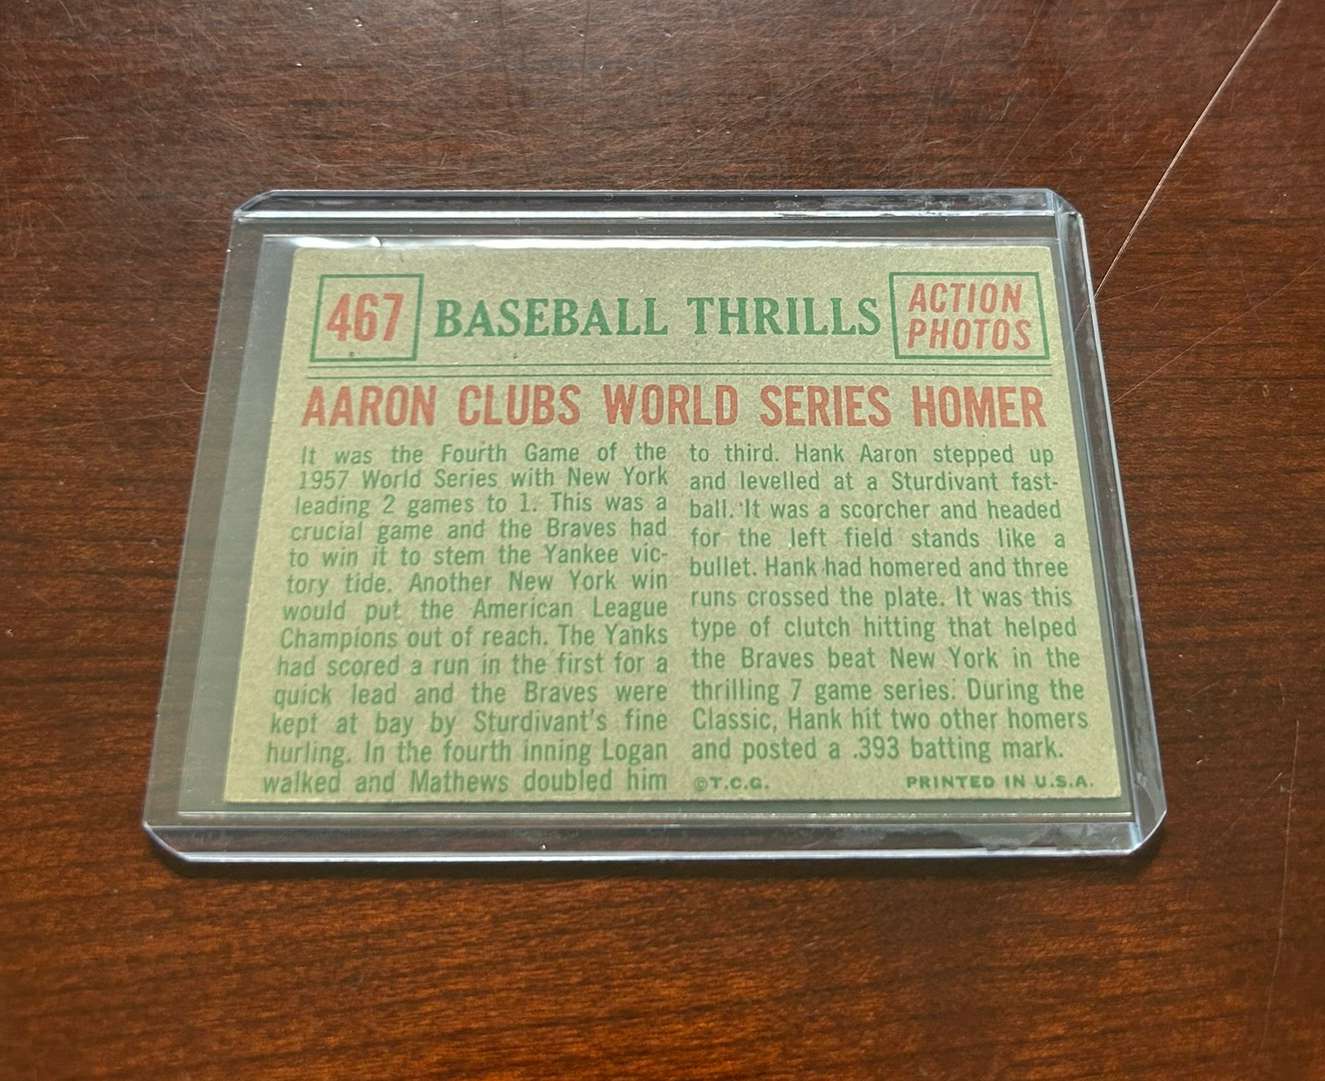 467
BASEBALL THRILLS
ACTION
PHOTOS
AARON CLUBS WORLD SERIES HOMER
It was the Fourth Game of the
1957 World Series with New York
leading 2 games to 1. This was a
crucial game and the Braves had
to win it to stem the Yankee vic-
tory tide. Another New York win
would put the American League
Champions out of reach. The Yanks
had scored a run in the first for a
quick lead and the Braves were
kept at bay by Sturdivant's fine
hurling. In the fourth inning Logan
walked and Mathews doubled him
to third. Hank Aaron stepped up
and levelled at a Sturdivant fast-
ball. It was a scorcher and headed
for the left field stands like a
bullet. Hank had homered and three
runs crossed the plate. It was this
type of clutch hitting that helped
the Braves beat New York in the
thrilling 7 game series. During the
Classic, Hank hit two other homers
and posted a .393 batting mark.
©T.C.G.
PRINTED IN U.S.A.